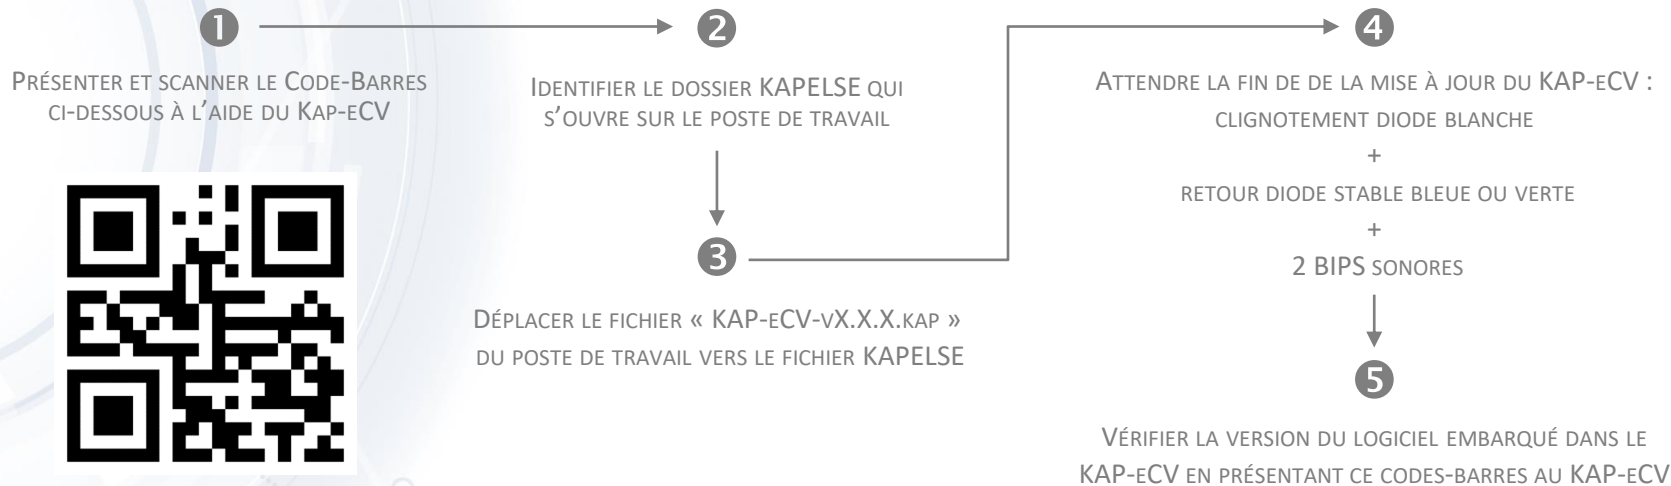 ❶
PRÉSENTER ET SCANNER LE CODE-BARRES
CI-DESSOUS À L’AIDE DU KAP-ECV
❷
IDENTIFIER LE DOSSIER KAPELSE QUI
S’OUVRE SUR LE POSTE DE TRAVAIL
❸
DÉPLACER LE FICHIER « KAP-ECV-VX.X.X.KAP »
DU POSTE DE TRAVAIL VERS LE FICHIER KAPELSE
❹
ATTENDRE LA FIN DE DE LA MISE À JOUR DU KAP-ECV :
CLIGNOTEMENT DIODE BLANCHE
+
RETOUR DIODE STABLE BLEUE OU VERTE
+
2 BIPS SONORES
❺
VÉRIFIER LA VERSION DU LOGICIEL EMBARQUÉ DANS LE
KAP-ECV EN PRÉSENTANT CE CODES-BARRES AU KAP-ECV